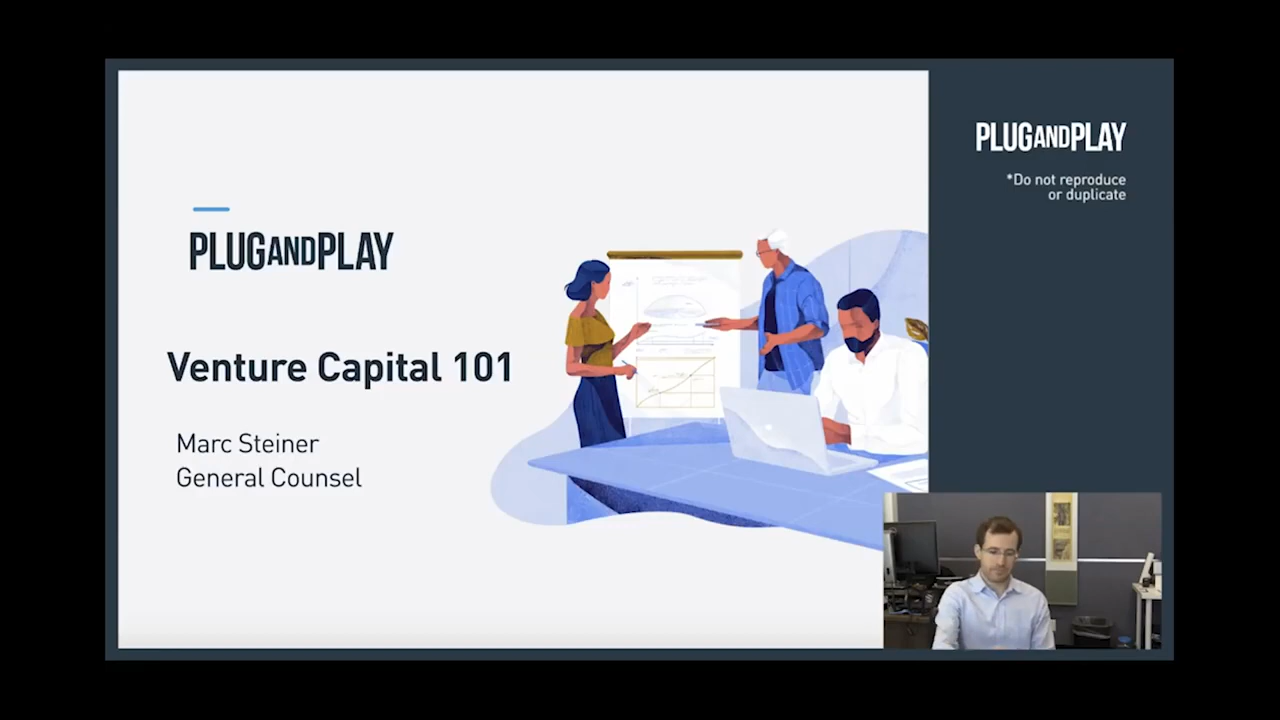 PLUGANDPLAY
Venture Capital 101
Marc Steiner
General Counsel
PLUGANDPLAY
*Do not reproduce
or duplicate